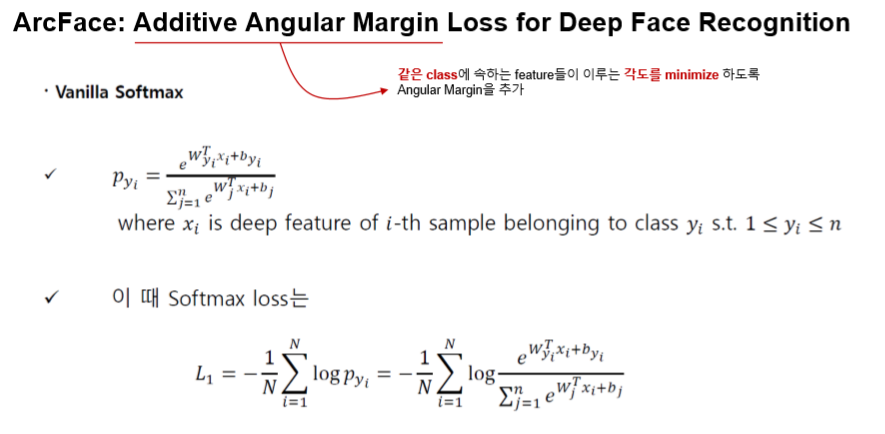 ArcFace: Additive Angular Margin Loss for Deep Face Recognition
같은 class에 속하는 feature들이 이루는 각도를 minimize 하도록
Angular Margin을 추가
· Vanilla Softmax
✓ p_{y_i} = \frac{e^{W_{y_i}^T x_i + b_{y_i}}}{\sum_{j=1}^{n} e^{W_j^T x_i + b_j}}
where x_i is deep feature of i-th sample belonging to class y_i s.t. 1 ≤ y_i ≤ n
✓ 이 때 Softmax loss는
L_1 = -\frac{1}{N} \sum_{i=1}^{N} \log p_{y_i} = -\frac{1}{N} \sum_{i=1}^{N} \log \frac{e^{W_{y_i}^T x_i + b_{y_i}}}{\sum_{j=1}^{n} e^{W_j^T x_i + b_j}}